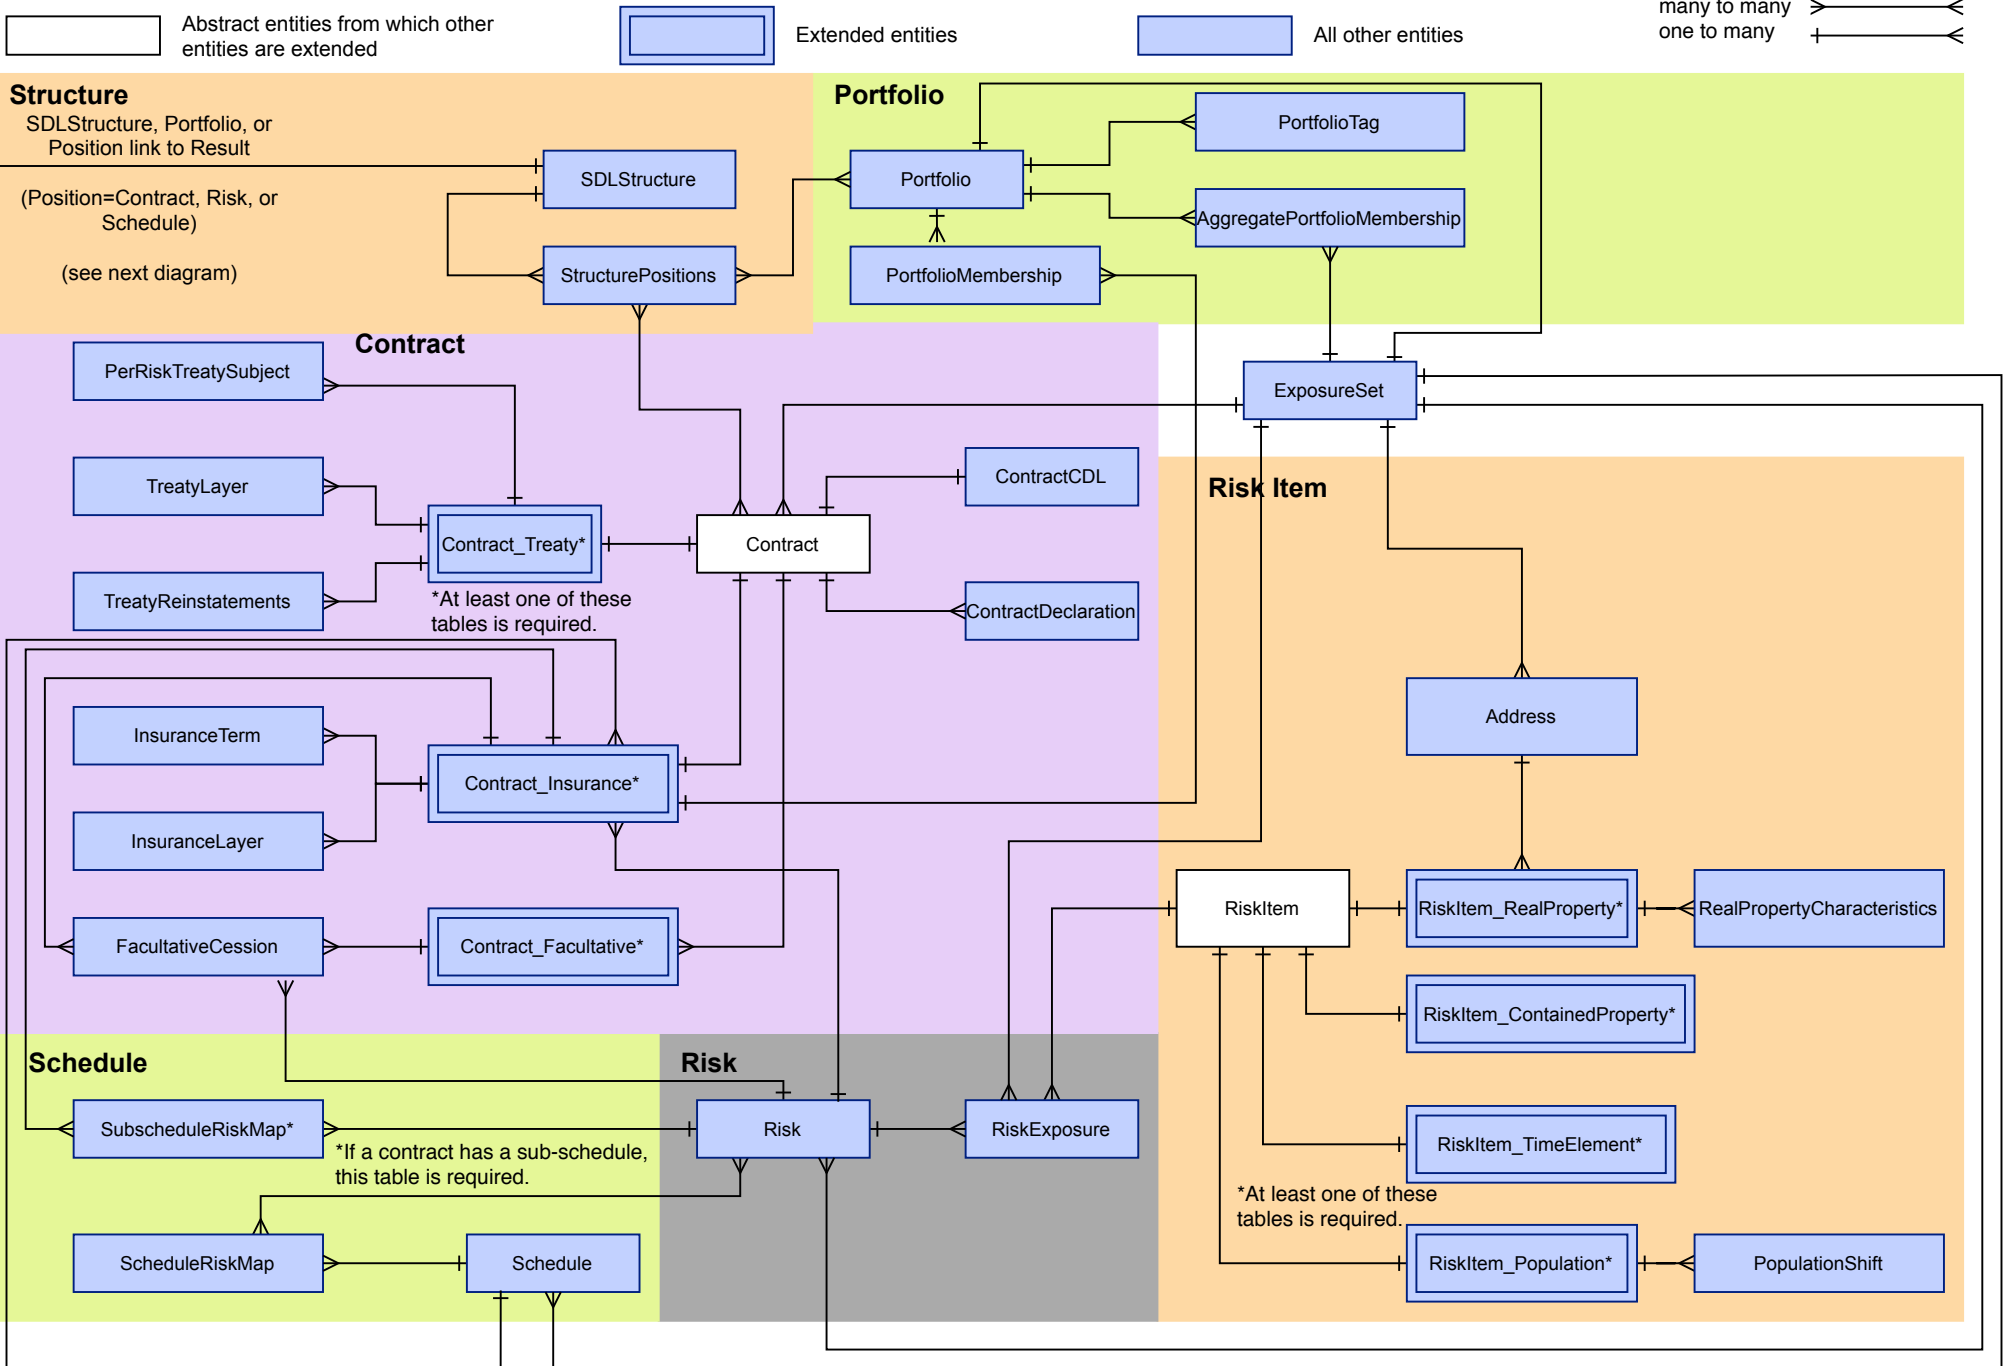 many to many
one to many
Abstract entities from which other
entities are extended
Extended entities
All other entities
Structure
SDLStructure, Portfolio, or
Position link to Result
(Position=Contract, Risk, or
Schedule)
(see next diagram)
SDLStructure
StructurePositions
Portfolio
Portfolio
PortfolioTag
AggregatePortfolioMembership
PortfolioMembership
ExposureSet
Contract
PerRiskTreatySubject
TreatyLayer
TreatyReinstatements
Contract_Treaty*
*At least one of these
tables is required.
Contract
ContractCDL
ContractDeclaration
InsuranceTerm
InsuranceLayer
Contract_Insurance*
FacultativeCession
Contract_Facultative*
Risk Item
Address
RiskItem
RiskItem_RealProperty*
RealPropertyCharacteristics
RiskItem_ContainedProperty*
RiskItem_TimeElement*
*At least one of these
tables is required.
RiskItem_Population*
PopulationShift
Schedule
SubscheduleRiskMap*
*If a contract has a sub-schedule,
this table is required.
ScheduleRiskMap
Schedule
Risk
Risk
RiskExposure